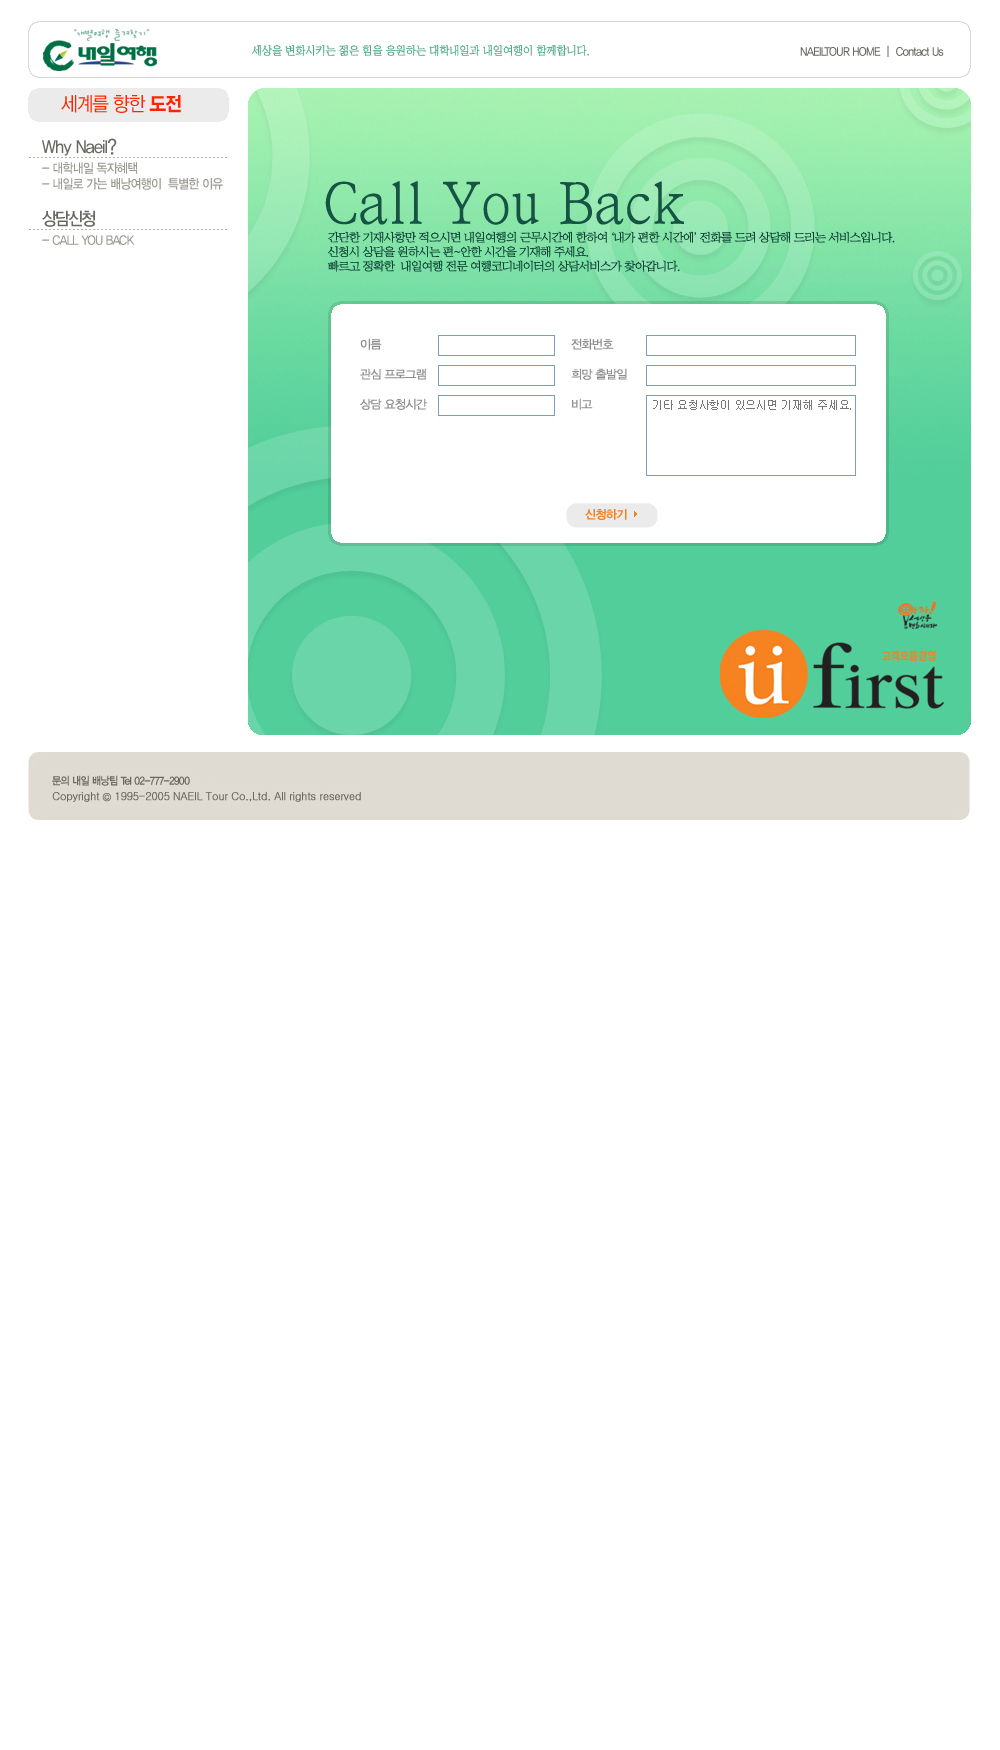 "개별여행 즐겨찾기"
내일여행
세상을 변화시키는 젊은 힘을 응원하는 대학내일과 내일여행이 함께합니다.
NAEILTOUR HOME | Contact Us
세계를 향한 도전
Why Naeil?
- 대학내일 독자혜택
- 내일로 가는 배낭여행이 특별한 이유
상담신청
- CALL YOU BACK
Call You Back
간단한 기재사항만 적으시면 내일여행의 근무시간에 한하여 '내가 편한 시간에' 전화를 드려 상담해 드리는 서비스입니다.
신청시 상담을 원하시는 편~안한 시간을 기재해 주세요.
빠르고 정확한 내일여행 전문 여행코디네이터의 상담서비스가 찾아갑니다.
이름
전화번호
관심 프로그램
희망 출발일
상담 요청시간
비고
기타 요청사항이 있으시면 기재해 주세요.
신청하기
고객으뜸경영
ü first
문의 내일 배낭팀 Tel 02-777-2900
Copyright @ 1995-2005 NAEIL Tour Co.,Ltd. All rights reserved